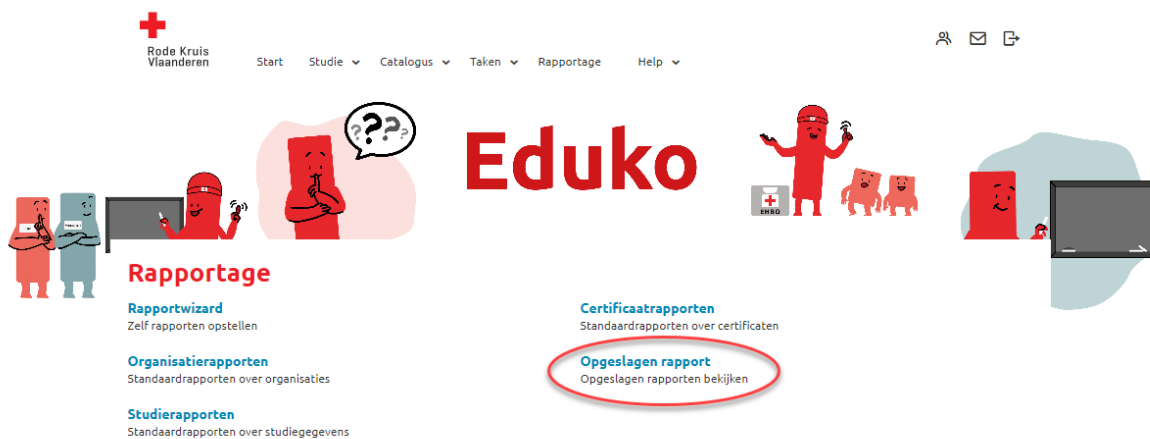 Rode Kruis
Vlaanderen
Start Studie Catalogus Taken Rapportage Help
???
Eduko
EHBO
Rapportage
Rapportwizard
Zelf rapporten opstellen
Certificaatrapporten
Standaardrapporten over certificaten
Organisatierapporten
Standaardrapporten over organisaties
Opgeslagen rapport
Opgeslagen rapporten bekijken
Studierapporten
Standaardrapporten over studiegegevens